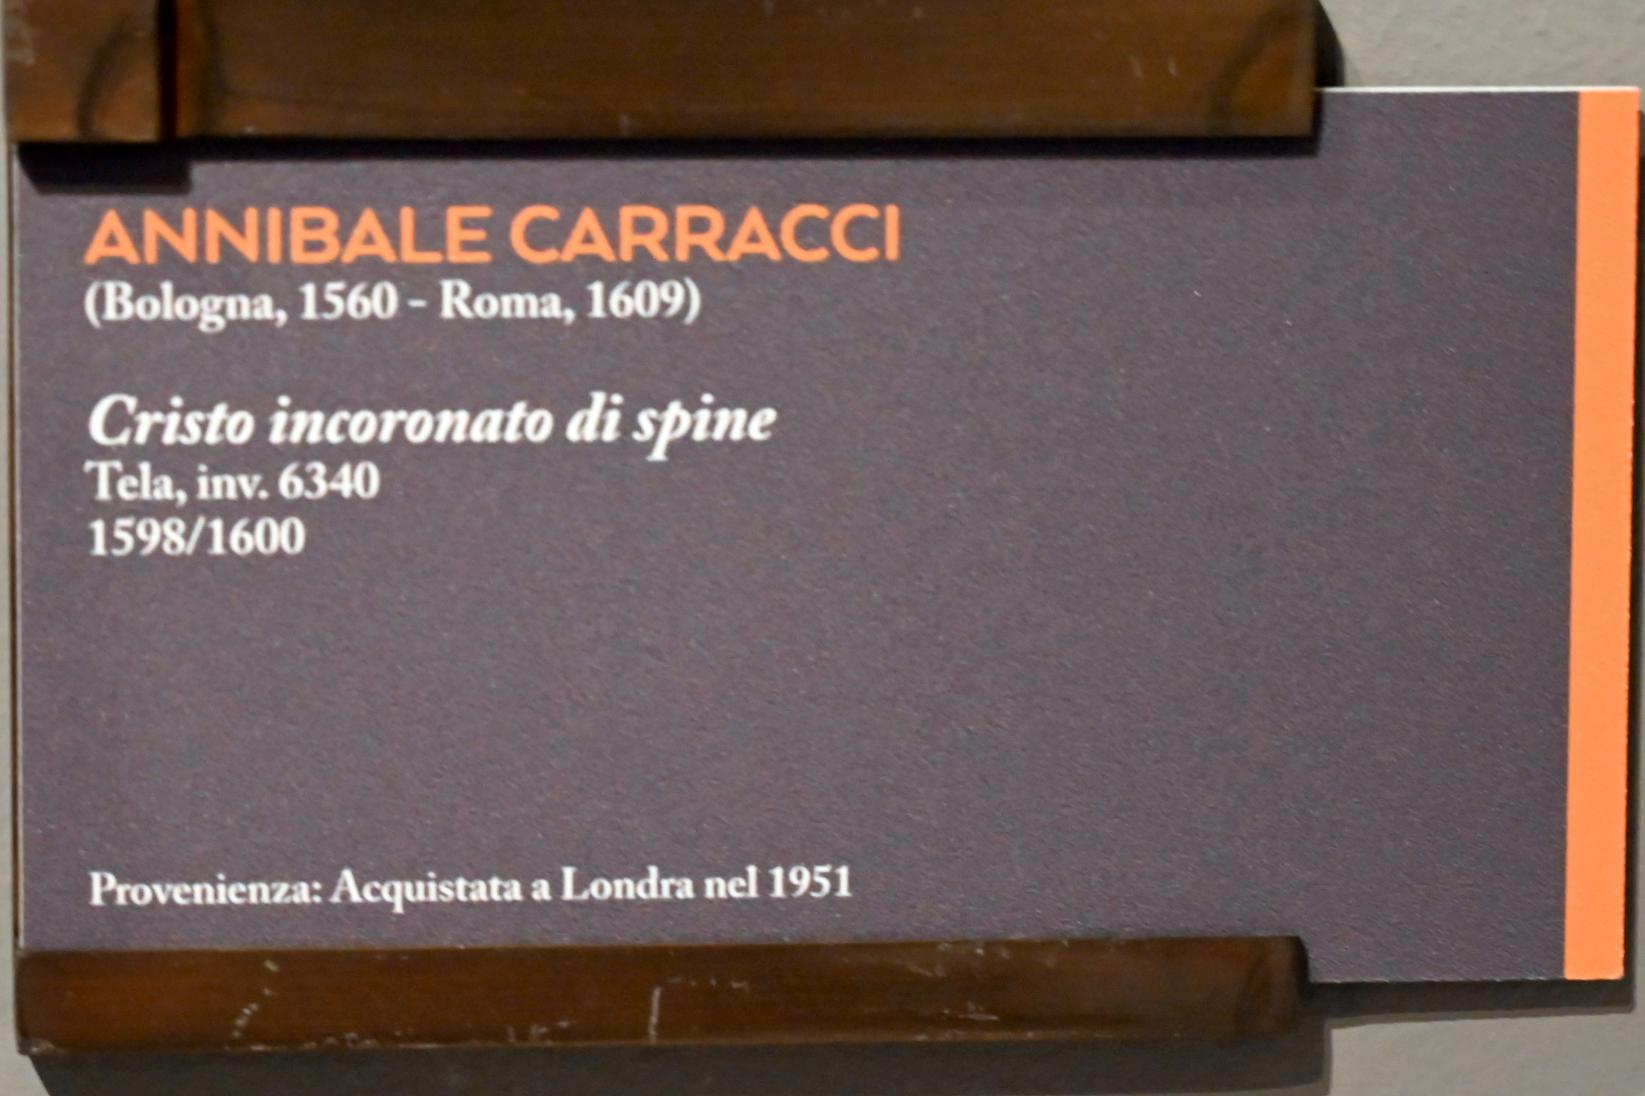 ANNIBALE CARRACCI
(Bologna, 1560 - Roma, 1609)
Cristo incoronato di spine
Tela, inv. 6340
1598/1600
Provenienza: Acquistata a Londra nel 1951